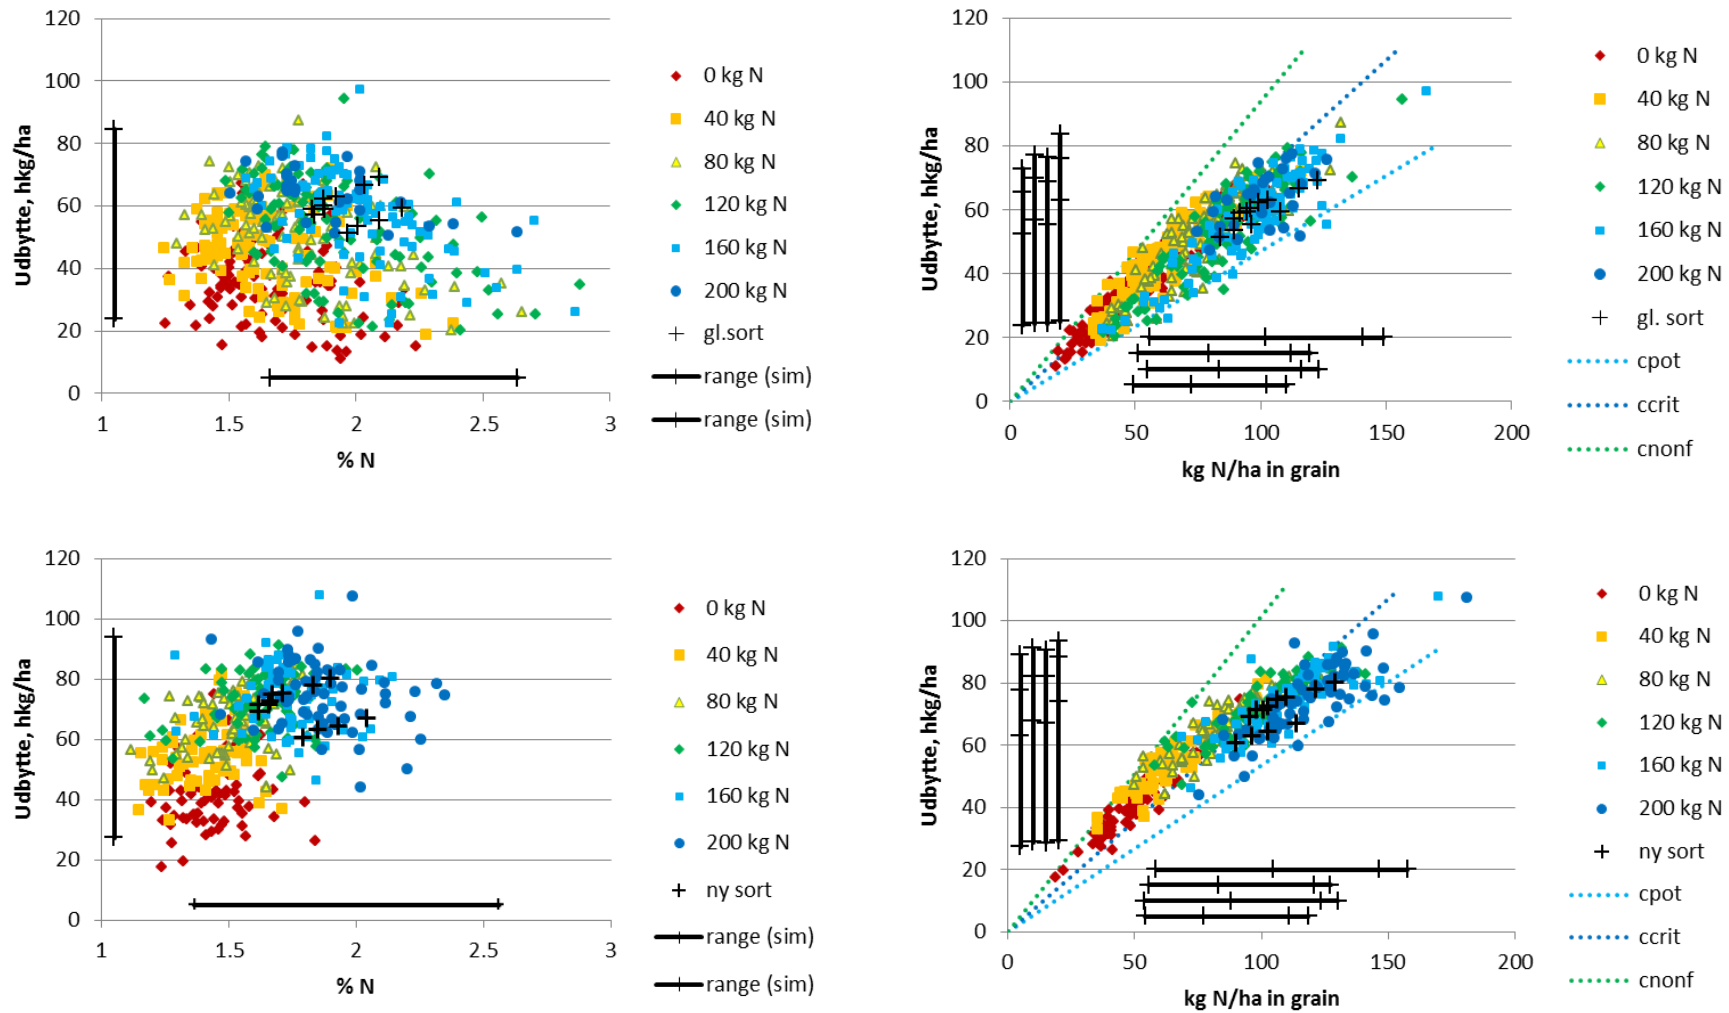 120
100
80
60
40
20
0
Udbytte, hkg/ha
1
1.5
2
2.5
3
% N
0 kg N
40 kg N
80 kg N
120 kg N
160 kg N
200 kg N
gl.sort
range (sim)
range (sim)
120
100
80
60
40
20
0
Udbytte, hkg/ha
0
50
100
150
200
kg N/ha in grain
0 kg N
40 kg N
80 kg N
120 kg N
160 kg N
200 kg N
gl. sort
cpot
ccrit
cnonf
120
100
80
60
40
20
0
Udbytte, hkg/ha
1
1.5
2
2.5
3
% N
0 kg N
40 kg N
80 kg N
120 kg N
160 kg N
200 kg N
ny sort
range (sim)
range (sim)
120
100
80
60
40
20
0
Udbytte, hkg/ha
0
50
100
150
200
kg N/ha in grain
0 kg N
40 kg N
80 kg N
120 kg N
160 kg N
200 kg N
ny sort
cpot
ccrit
cnonf